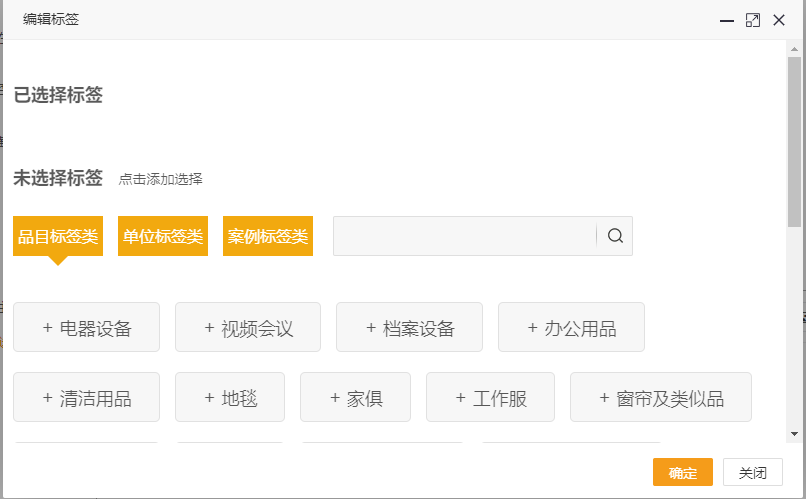 编辑标签
已选择标签
未选择标签 点击添加选择
品目标签类 单位标签类 案例标签类
+ 电器设备 + 视频会议 + 档案设备 + 办公用品
+ 清洁用品 + 地毯 + 家俱 + 工作服 + 窗帘及类似品
确定 关闭